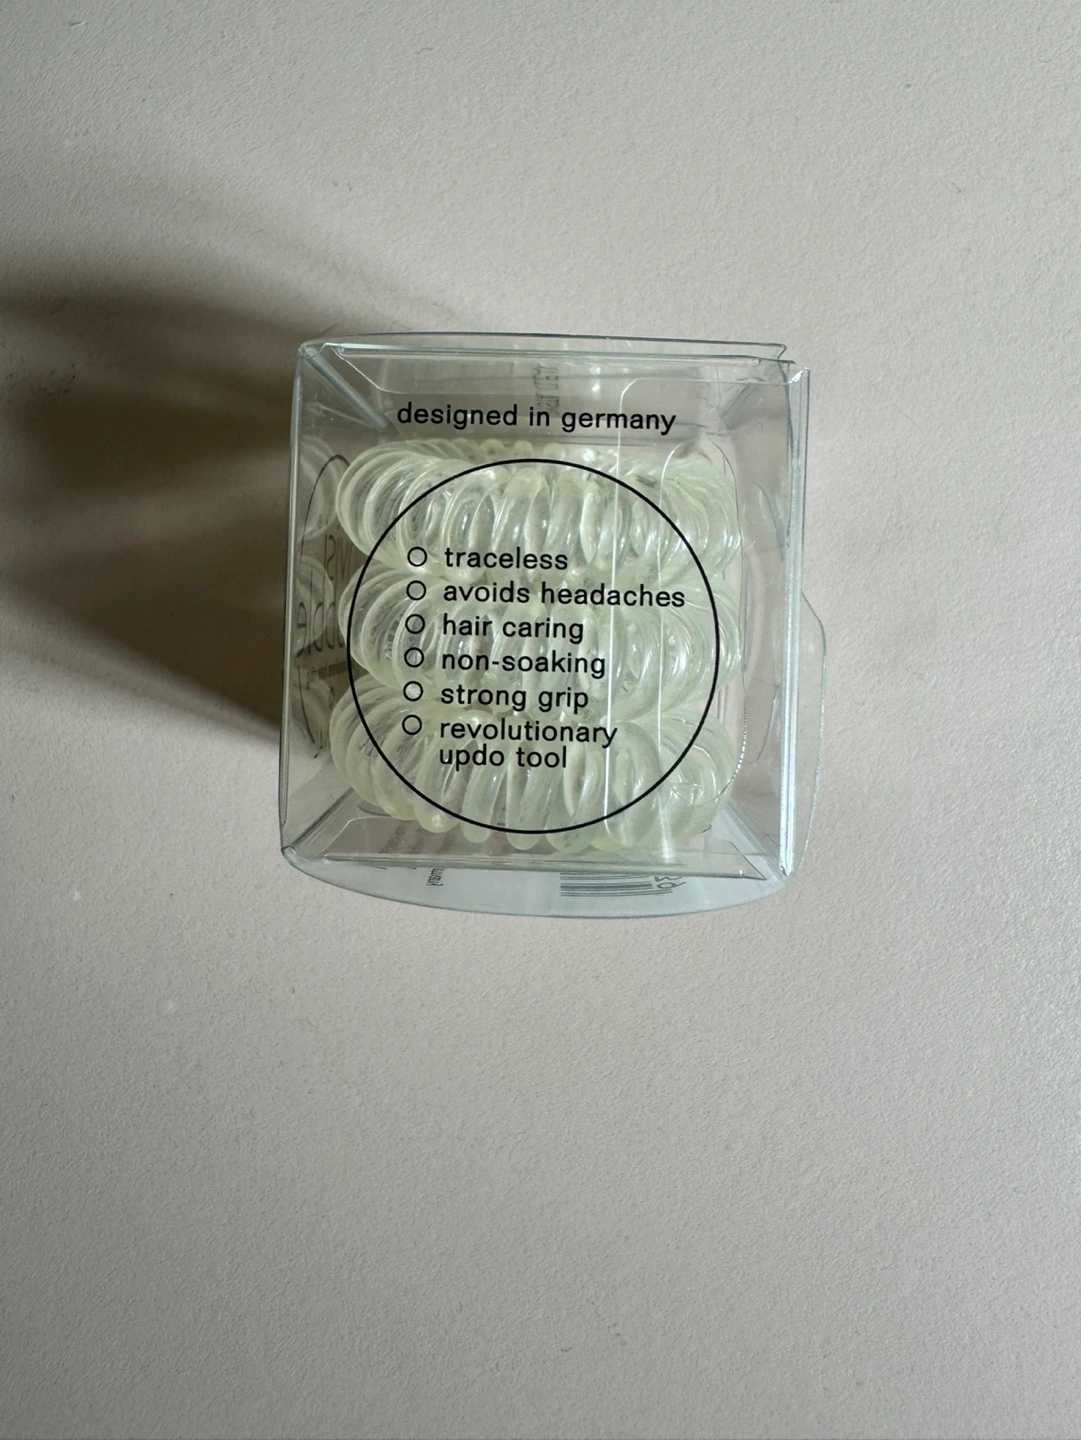 designed in germany
traceless
avoids headaches
hair caring
non-soaking
strong grip
revolutionary
updo tool